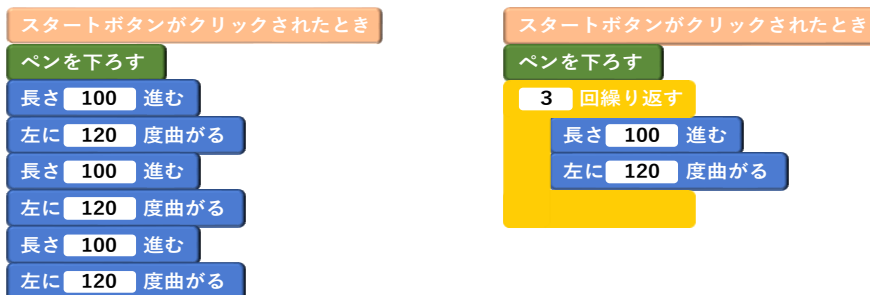 スタートボタンがクリックされたとき
ペンを下ろす
長さ 100 進む
左に 120 度曲がる
長さ 100 進む
左に 120 度曲がる
長さ 100 進む
左に 120 度曲がる
スタートボタンがクリックされたとき
ペンを下ろす
3 回繰り返す
長さ 100 進む
左に 120 度曲がる